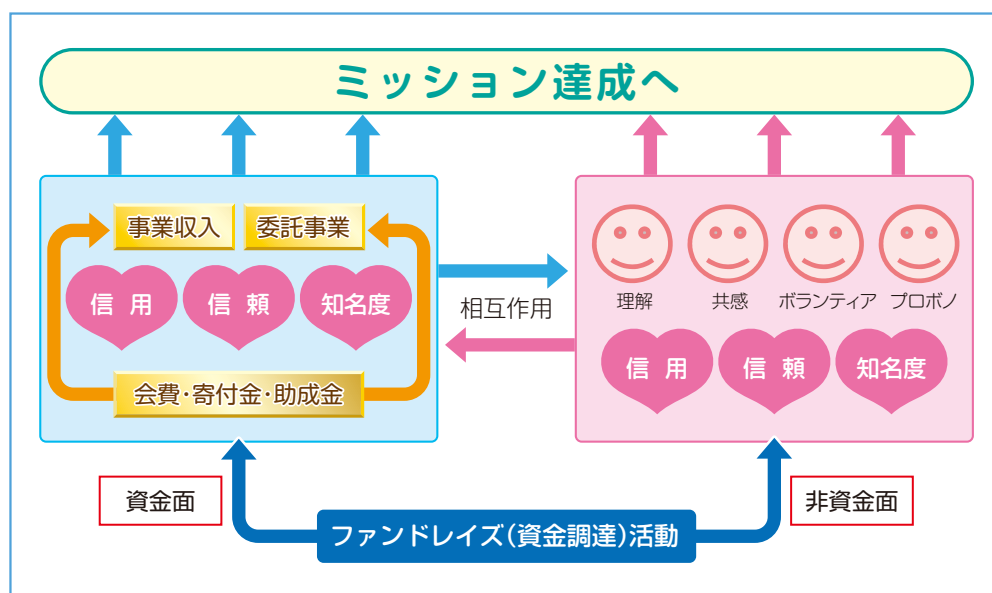 ミッション達成へ
事業収入
委託事業
信用
信頼
知名度
会費・寄付金・助成金
相互作用
理解
共感
ボランティア
プロボノ
信用
信頼
知名度
資金面
非資金面
ファンドレイズ(資金調達)活動